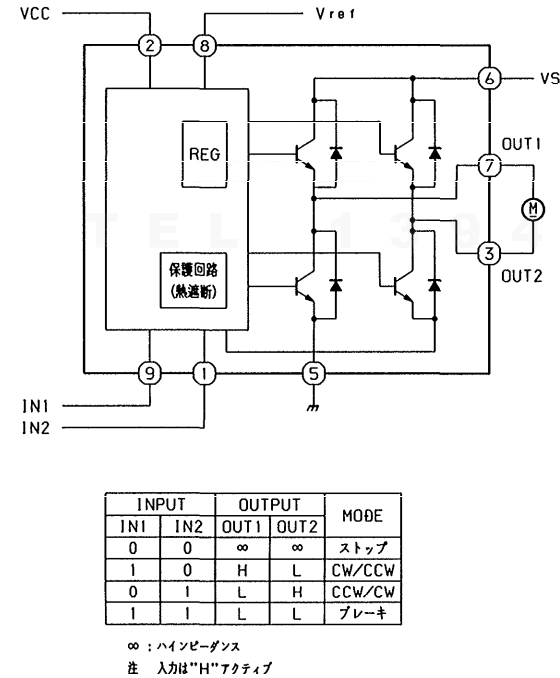 VCC
Vref
2
8
6
VS
OUT1
REG
7
M
TEL 1394
保護回路
(熱遮断)
3
OUT2
9
1
5
IN1
IN2
INPUT OUTPUT MODE
IN1 IN2 OUT1 OUT2
0 0 ∞ ∞ ストップ
1 0 H L CW/CCW
0 1 L H CCW/CW
1 1 L L ブレーキ
∞ : ハインピーダンス
注 入力は"H"アクティブ